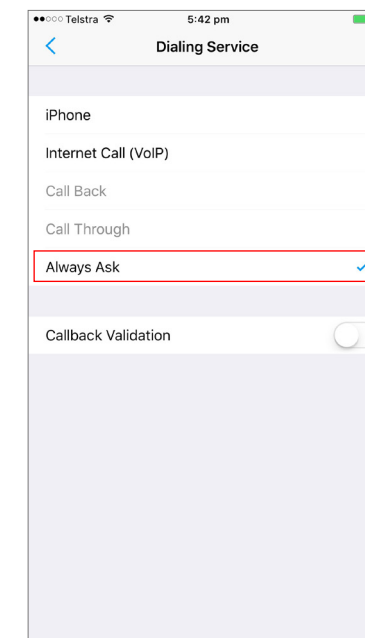 Telstra 5:42 pm
Dialing Service
iPhone
Internet Call (VoIP)
Call Back
Call Through
Always Ask
Callback Validation